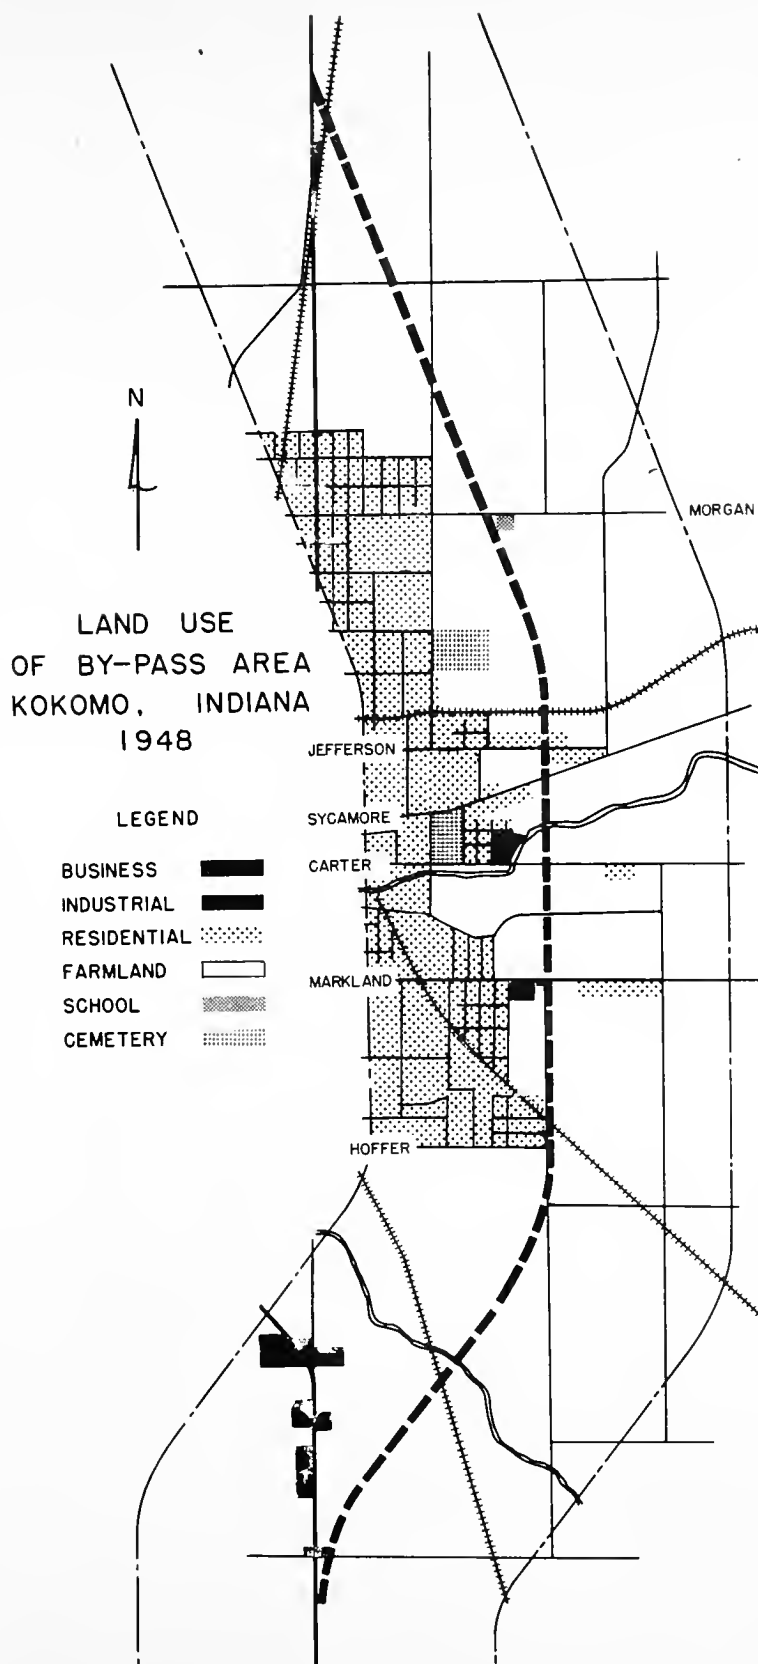 N
MORGAN
LAND USE
OF BY-PASS AREA
KOKOMO, INDIANA
1948
JEFFERSON
LEGEND
SYCAMORE
BUSINESS
CARTER
INDUSTRIAL
RESIDENTIAL
FARMLAND
MARKLAND
SCHOOL
CEMETERY
HOFFER